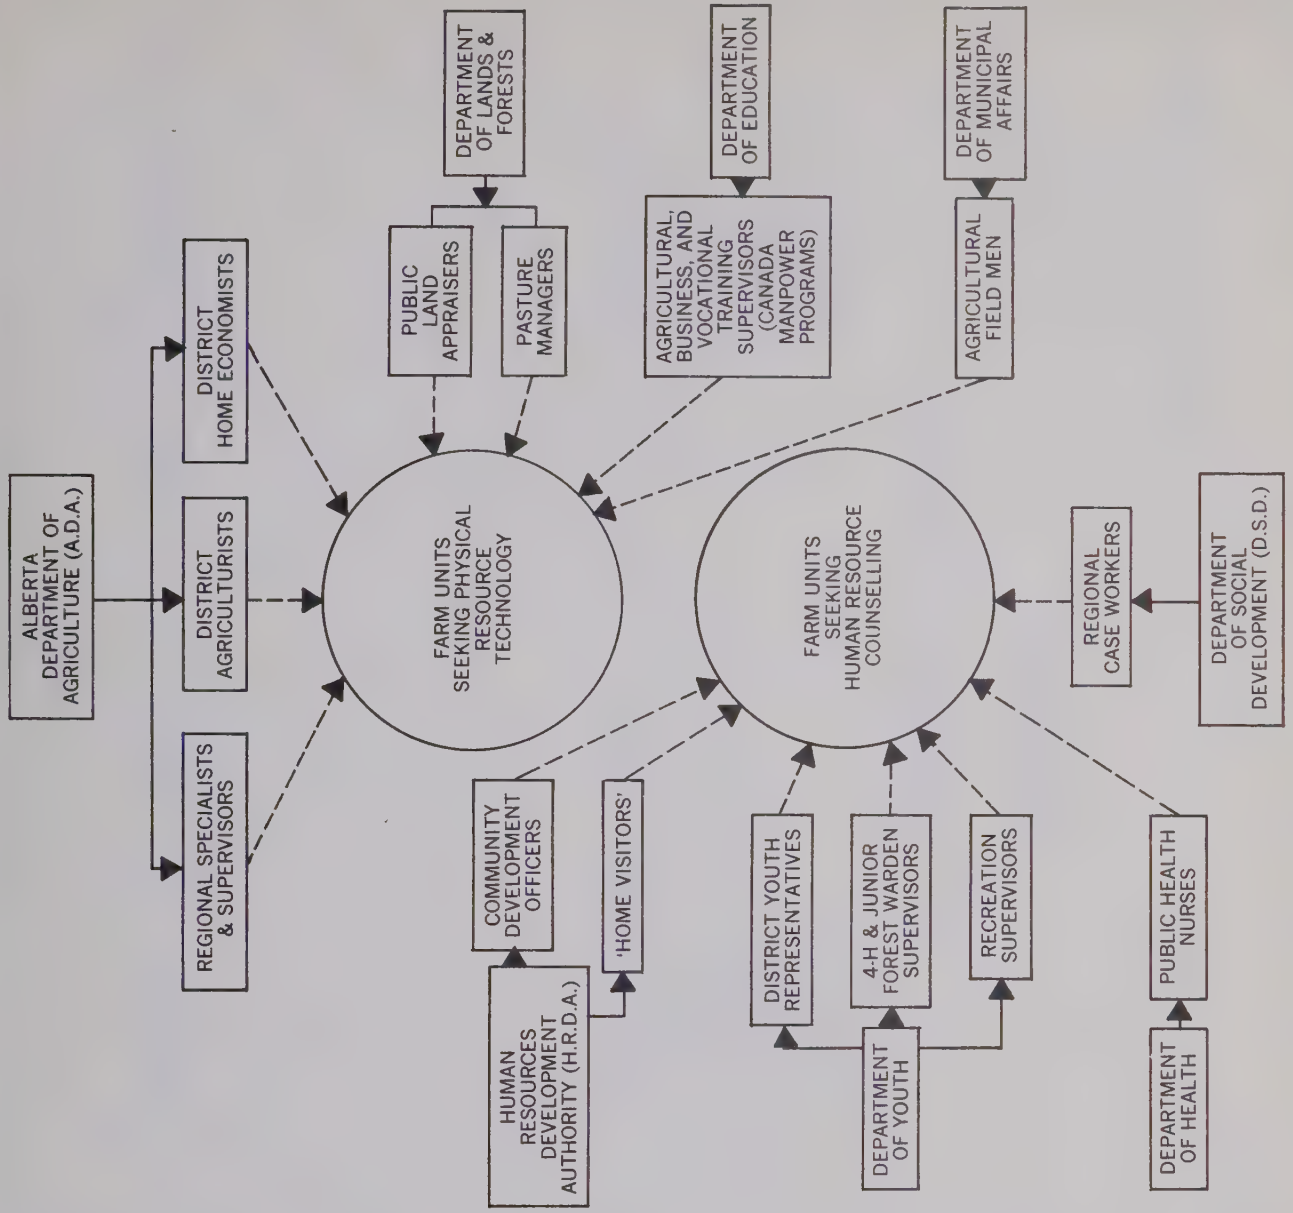 ALBERTA
DEPARTMENT OF
AGRICULTURE (A.D.A.)
REGIONAL SPECIALISTS
& SUPERVISORS
DISTRICT
AGRICULTURISTS
DISTRICT
HOME ECONOMISTS
FARM UNITS
SEEKING PHYSICAL
RESOURCE
TECHNOLOGY
PUBLIC
LAND
APPRAISERS
PASTURE
MANAGERS
DEPARTMENT
OF LANDS &
FORESTS
AGRICULTURAL,
BUSINESS, AND
VOCATIONAL
TRAINING
SUPERVISORS
(CANADA
MANPOWER
PROGRAMS)
DEPARTMENT
OF EDUCATION
AGRICULTURAL
FIELD MEN
DEPARTMENT
OF MUNICIPAL
AFFAIRS
HUMAN
RESOURCES
DEVELOPMENT
AUTHORITY (H.R.D.A.)
COMMUNITY
DEVELOPMENT
OFFICERS
'HOME VISITORS'
FARM UNITS
SEEKING
HUMAN RESOURCE
COUNSELLING
DEPARTMENT
OF YOUTH
DISTRICT YOUTH
REPRESENTATIVES
4-H & JUNIOR
FOREST WARDEN
SUPERVISORS
RECREATION
SUPERVISORS
DEPARTMENT
OF HEALTH
PUBLIC HEALTH
NURSES
REGIONAL
CASE WORKERS
DEPARTMENT
OF SOCIAL
DEVELOPMENT (D.S.D.)